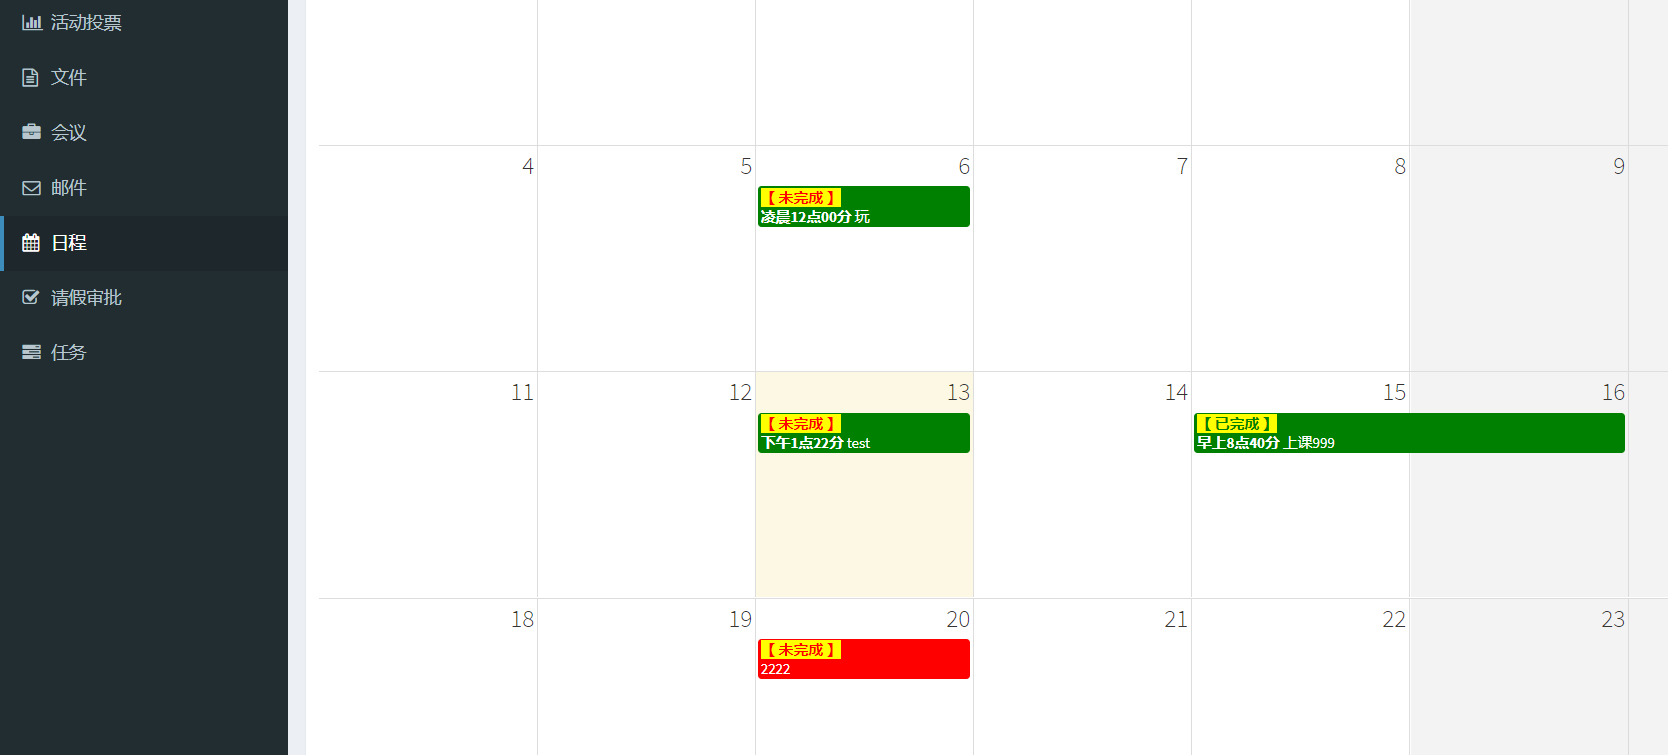 活动投票
文件
会议
邮件
日程
请假审批
任务
4 5 6 7 8 9
【 未完成 】
凌晨12点00分 玩
11 12 13 14 15 16
【 未完成 】
下午1点22分 test
【 已完成 】
早上8点40分 上课999
18 19 20 21 22 23
【 未完成 】
2222